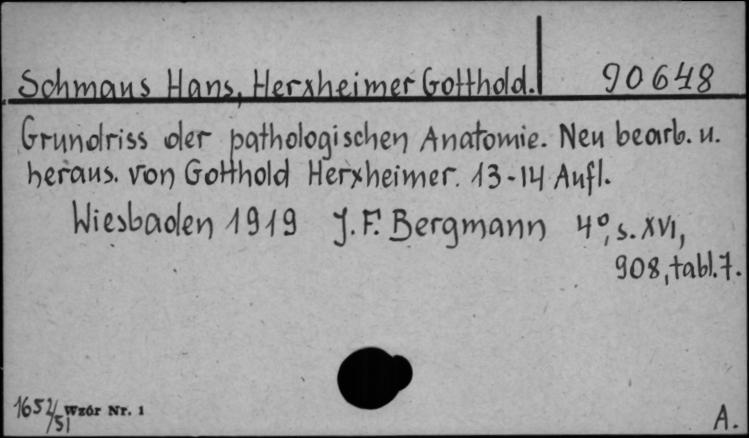 Schmaus Hans, Herxheimer Gotthold. 90648
Grundriss der pathologischen Anatomie. Neu bearb. u.
heraus. von Gotthold Herxheimer. 13-14 Aufl.
Wiesbaden 1919 J. F. Bergmann 4°, s. XVI,
908, tabl. 7.
1652/51 Wzór Nr. 1
A.